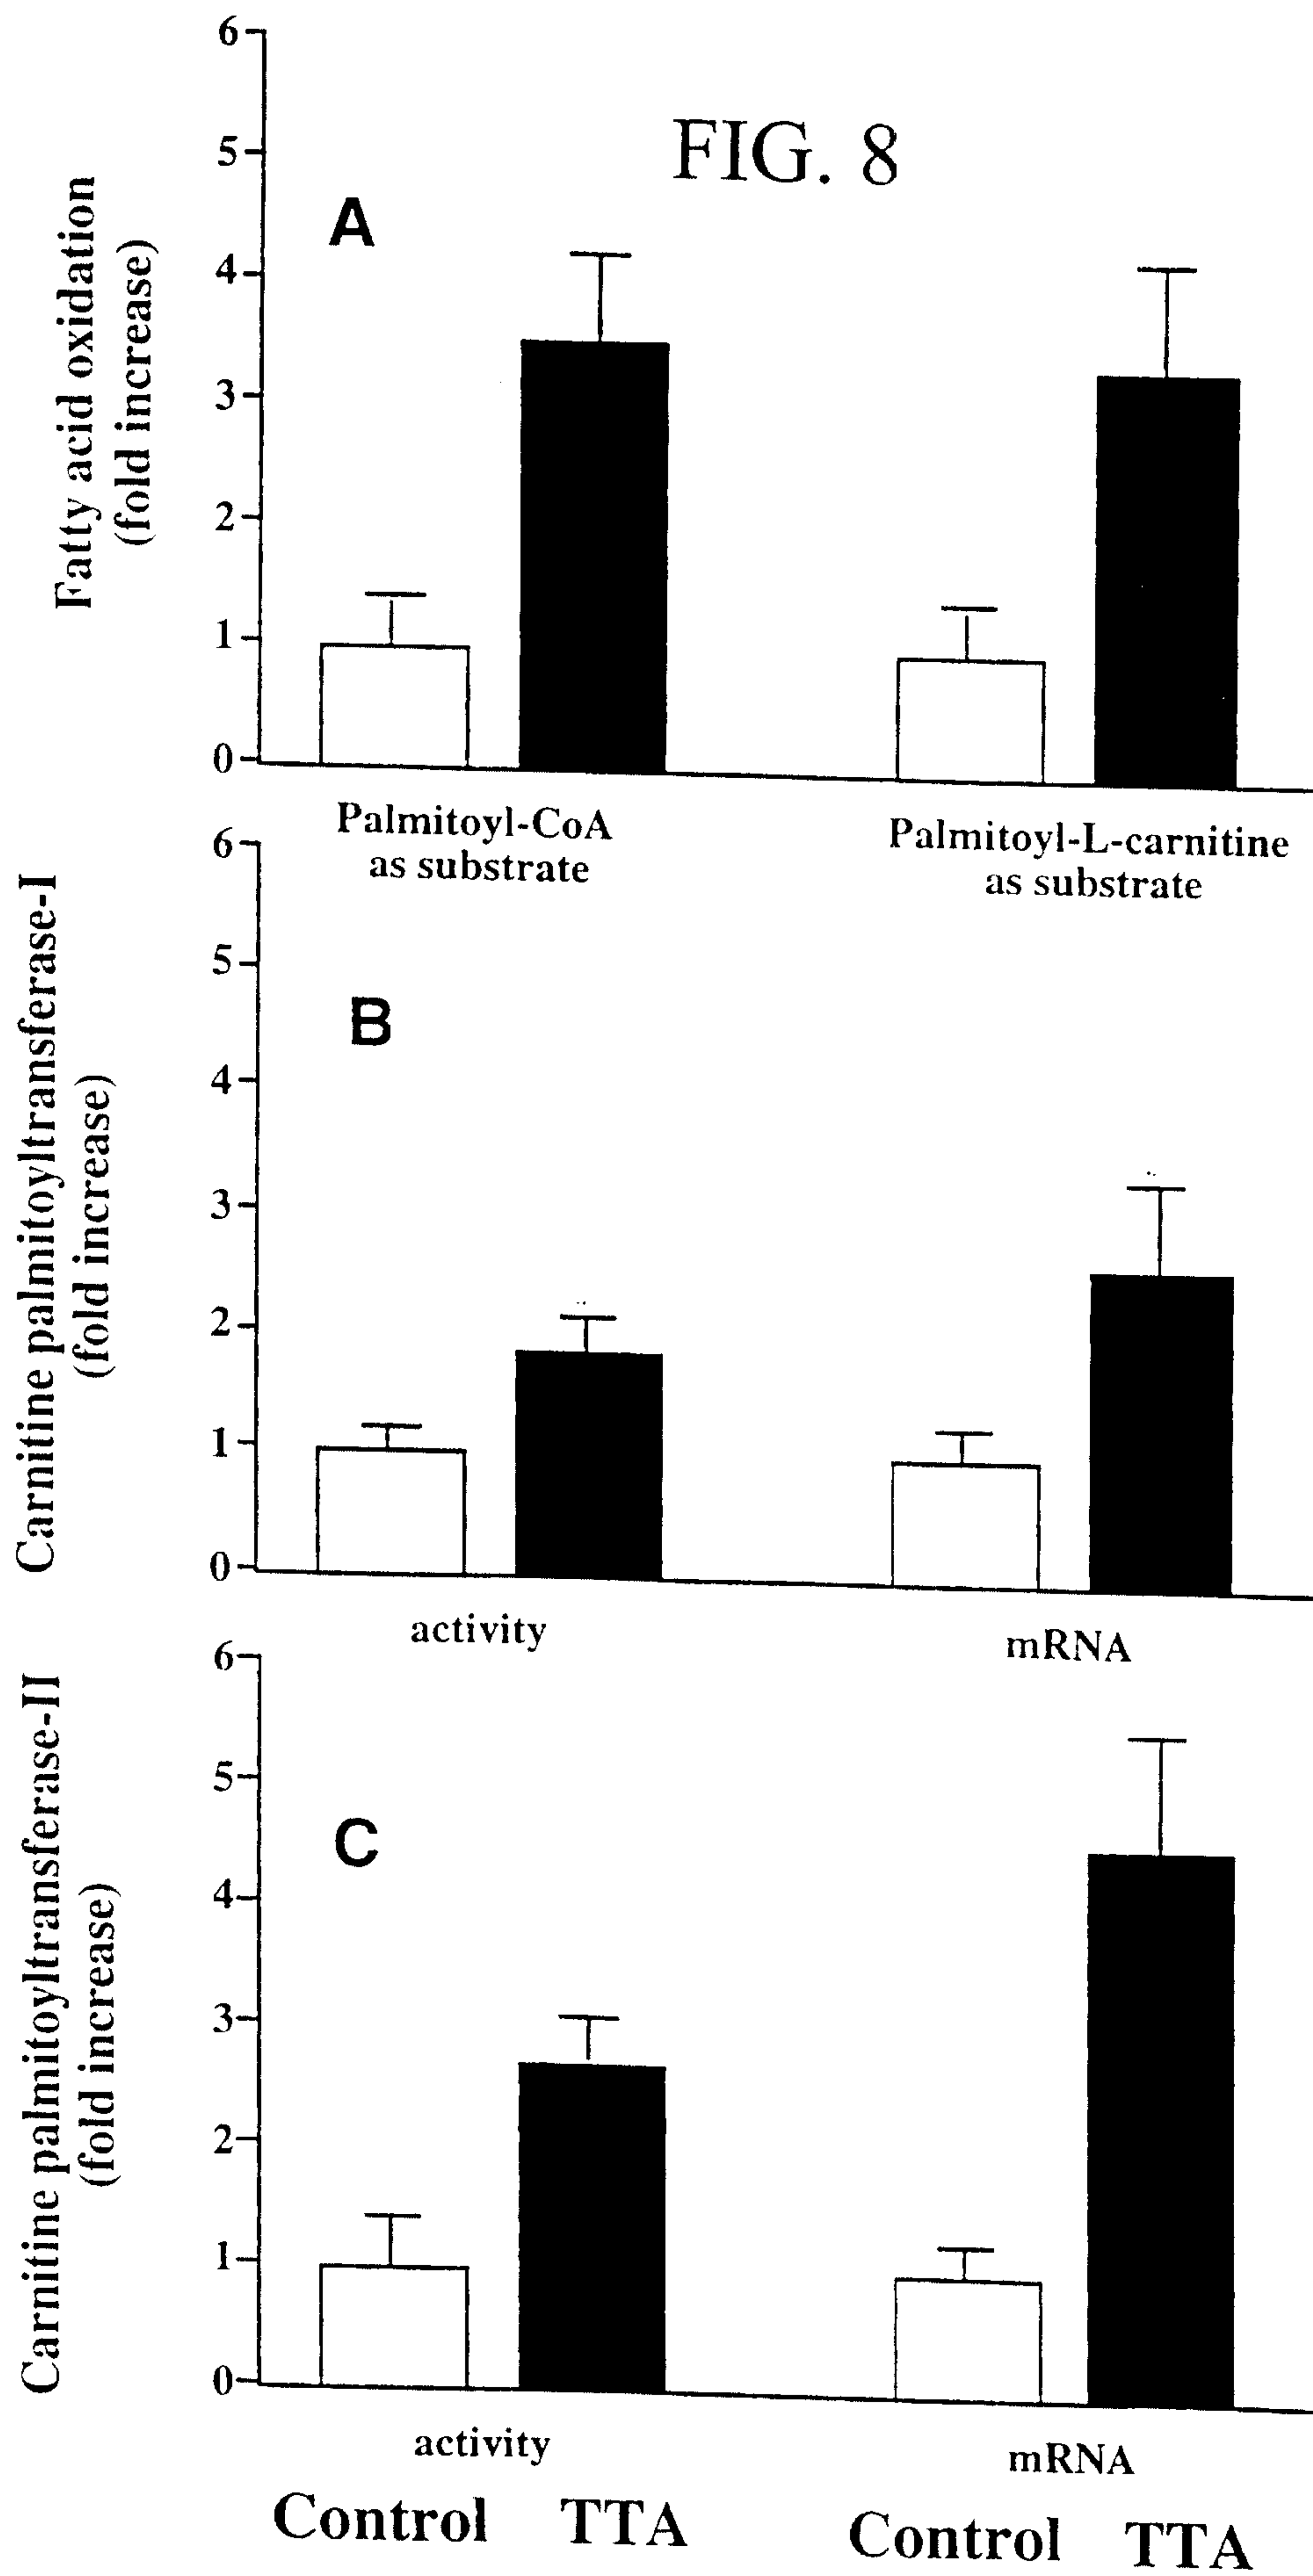 FIG. 8
A
Fatty acid oxidation
(fold increase)
6
5
4
3
2
1
0
Palmitoyl-CoA
as substrate
Palmitoyl-L-carnitine
as substrate
B
Carnitine palmitoyltransferase-I
(fold increase)
6
5
4
3
2
1
0
activity
mRNA
C
Carnitine palmitoyltransferase-II
(fold increase)
6
5
4
3
2
1
0
activity
mRNA
Control TTA
Control TTA